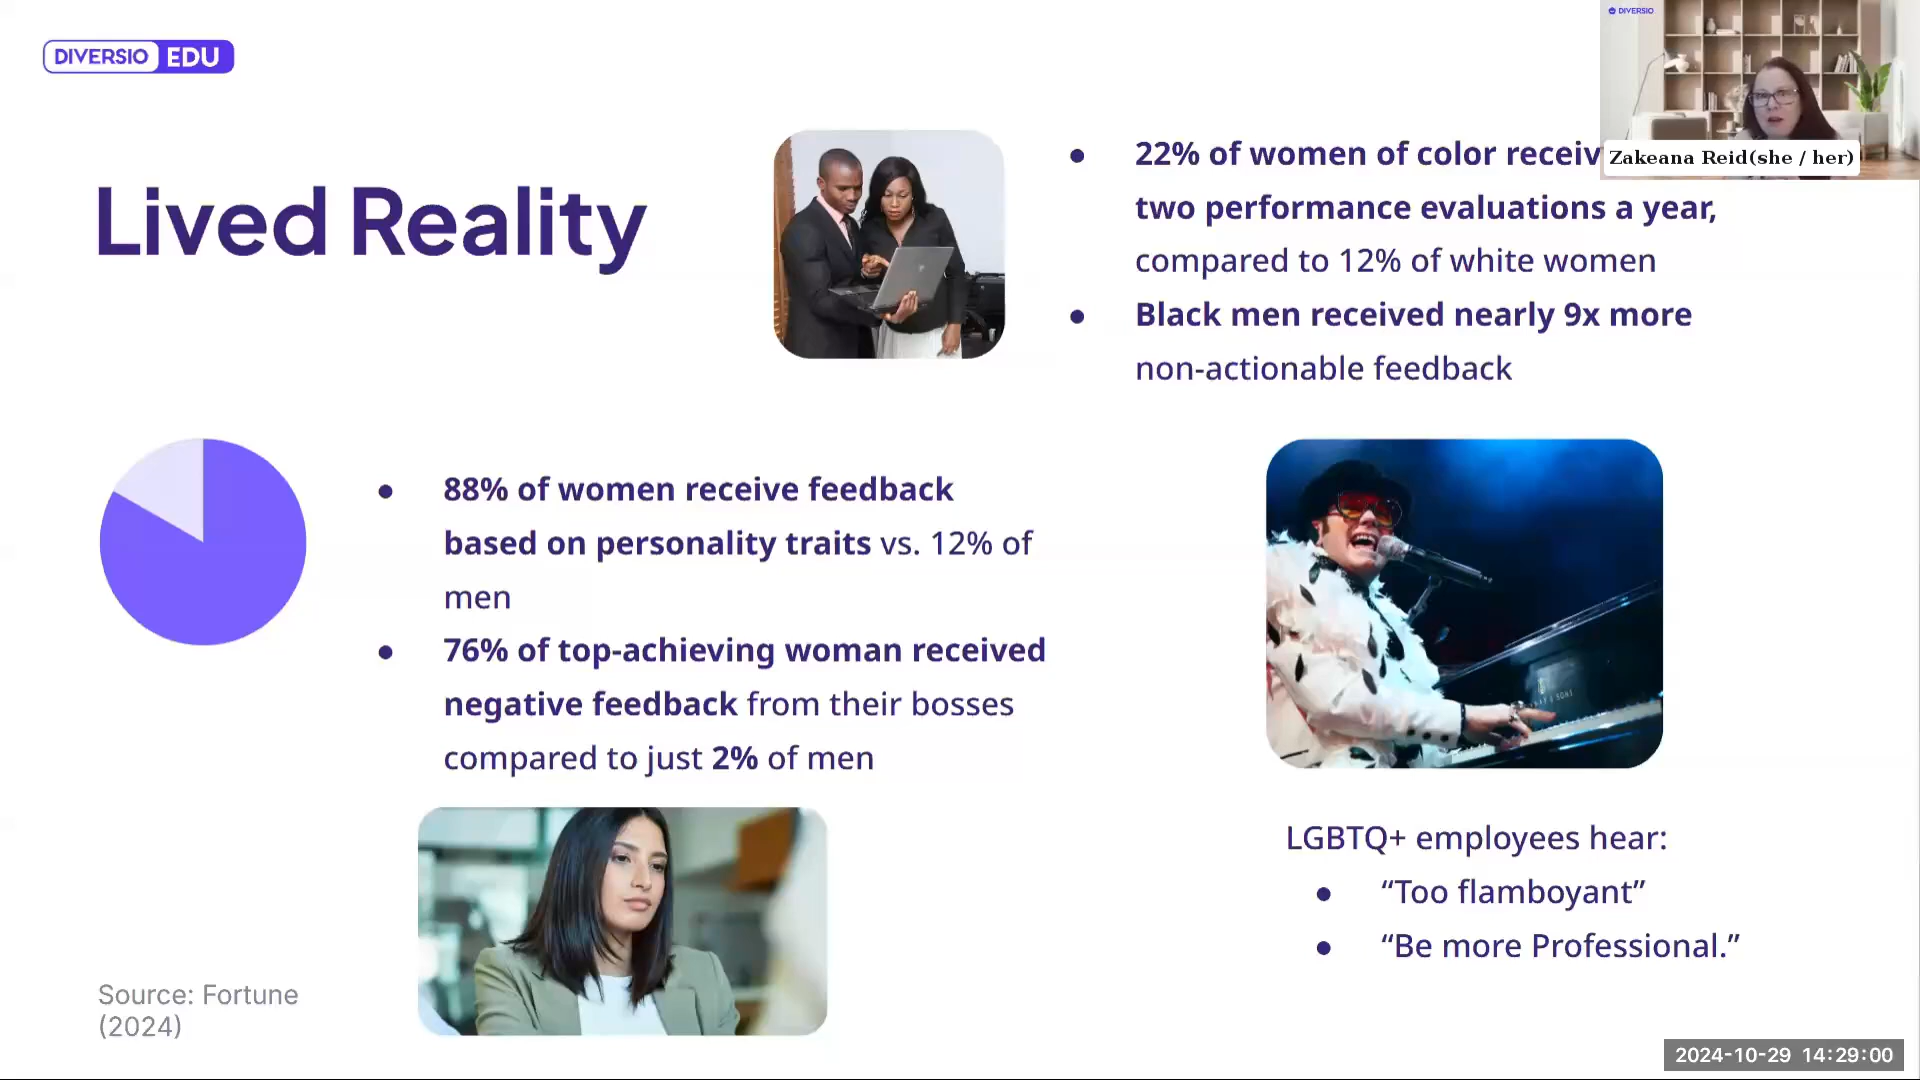 DIVERSIO EDU
DIVERSIO
Zakeana Reid(she / her)
Lived Reality
● 22% of women of color
two performance evaluations a year,
compared to 12% of white women
● Black men received nearly 9x more
non-actionable feedback
● 88% of women receive feedback
based on personality traits vs. 12% of
men
● 76% of top-achieving woman received
negative feedback from their bosses
compared to just 2% of men
LGBTQ+ employees hear:
● “Too flamboyant”
● “Be more Professional.”
Source: Fortune
(2024)
2024-10-29 14:29:00